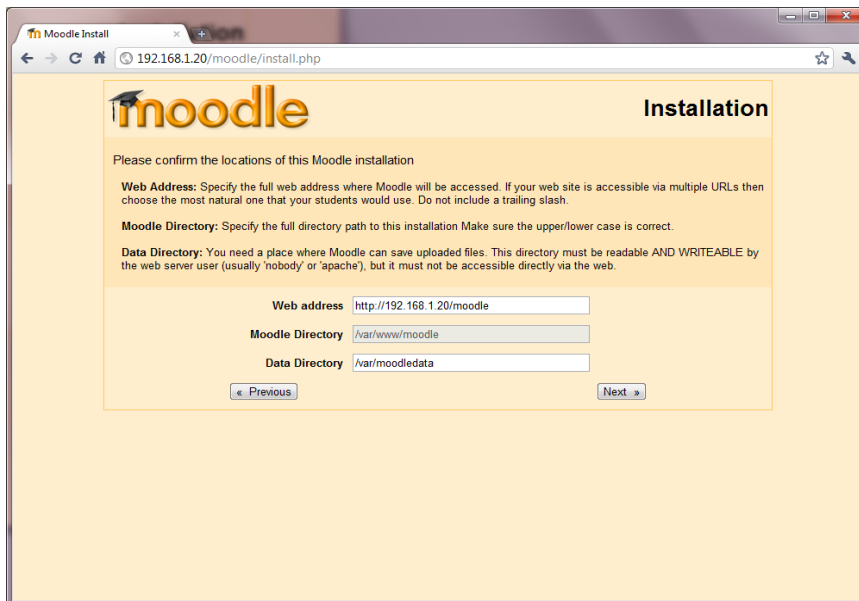 Moodle Install
192.168.1.20/moodle/install.php
moodle
Installation
Please confirm the locations of this Moodle installation
Web Address: Specify the full web address where Moodle will be accessed. If your web site is accessible via multiple URLs then
choose the most natural one that your students would use. Do not include a trailing slash.
Moodle Directory: Specify the full directory path to this installation Make sure the upper/lower case is correct.
Data Directory: You need a place where Moodle can save uploaded files. This directory must be readable AND WRITEABLE by
the web server user (usually 'nobody' or 'apache'), but it must not be accessible directly via the web.
Web address http://192.168.1.20/moodle
Moodle Directory /var/www/moodle
Data Directory /var/moodledata
« Previous Next »